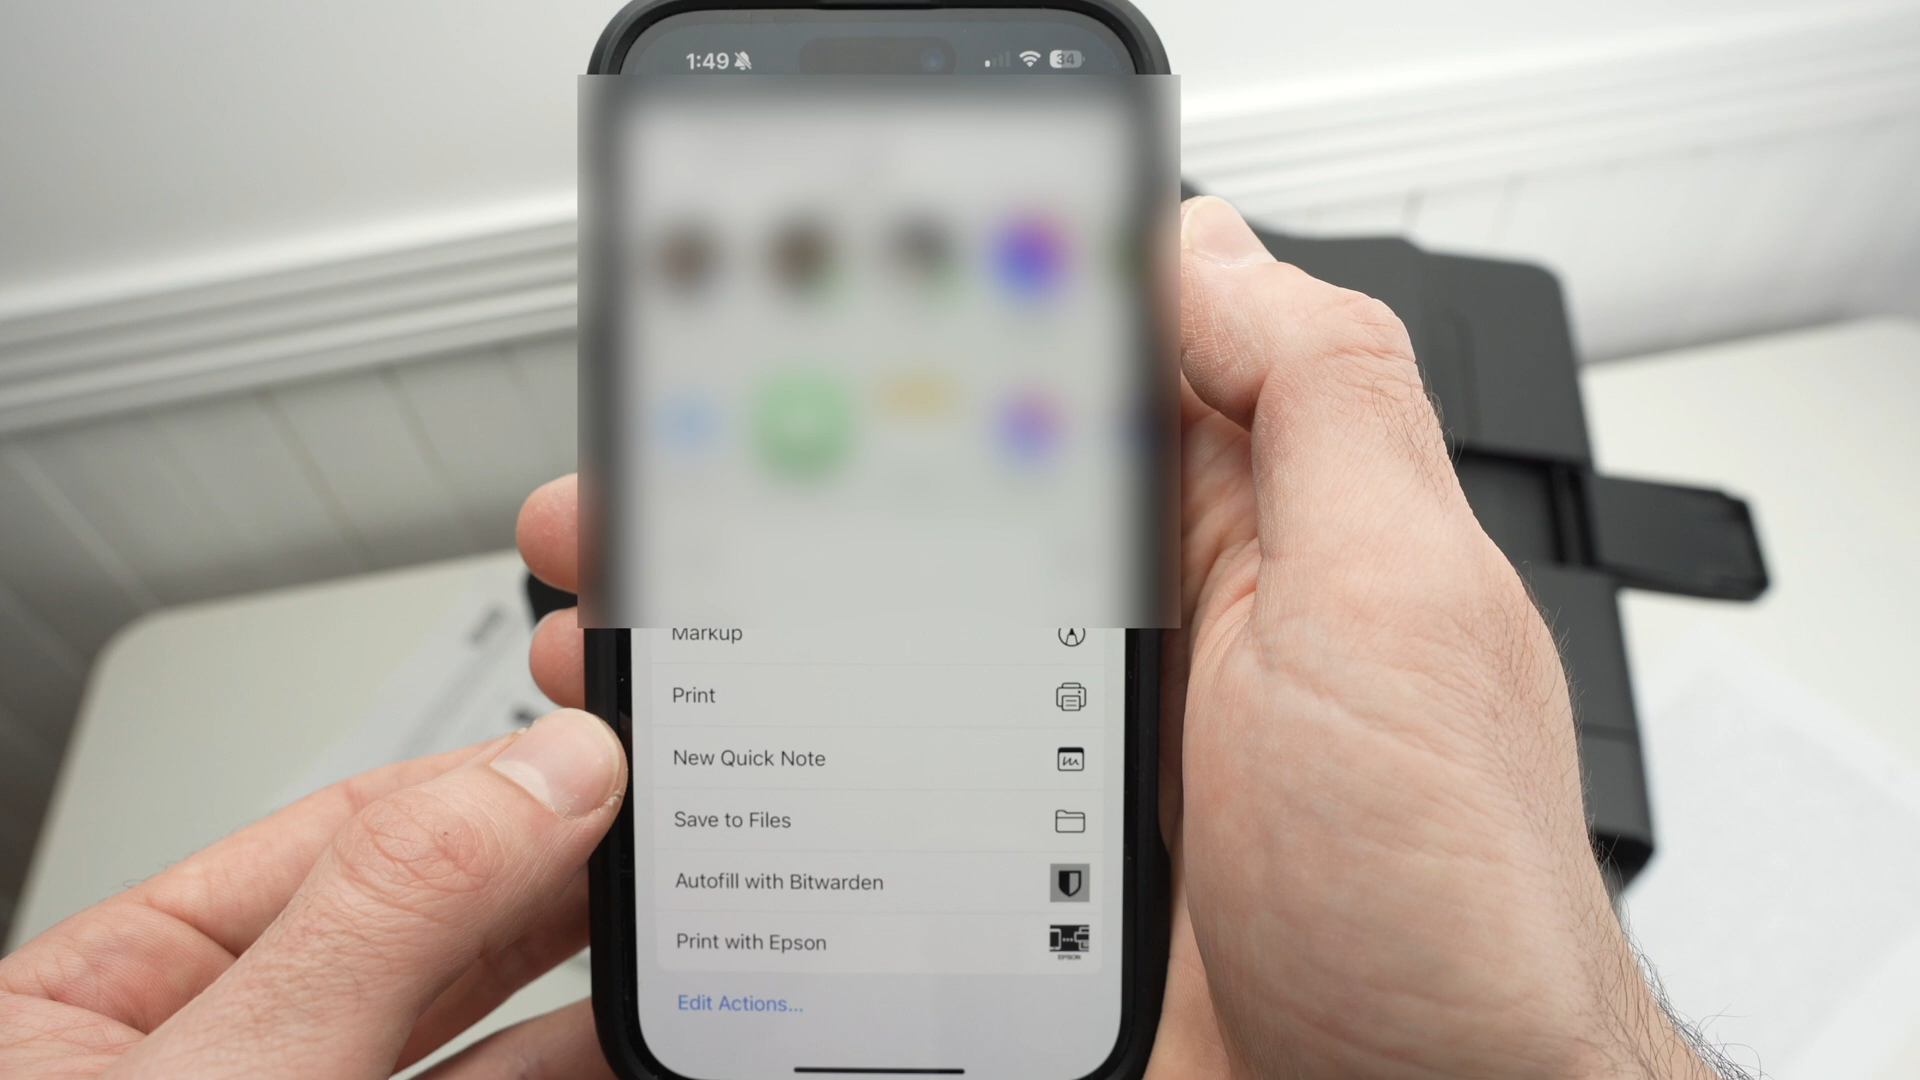 1:49
34
Markup
Print
New Quick Note
Save to Files
Autofill with Bitwarden
Print with Epson
EPSON
Edit Actions...